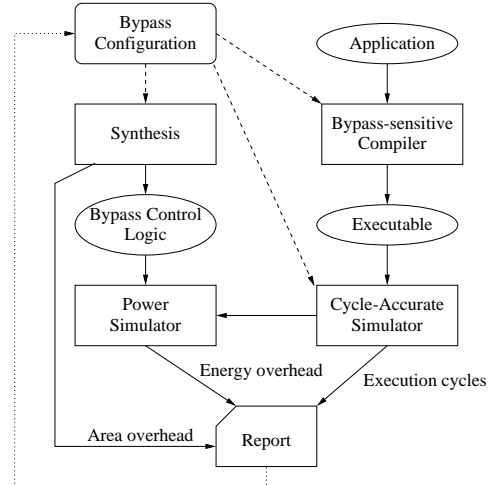 Bypass
Configuration
Application
Synthesis
Bypass-sensitive
Compiler
Bypass Control
Logic
Executable
Power
Simulator
Cycle-Accurate
Simulator
Energy overhead
Execution cycles
Area overhead
Report